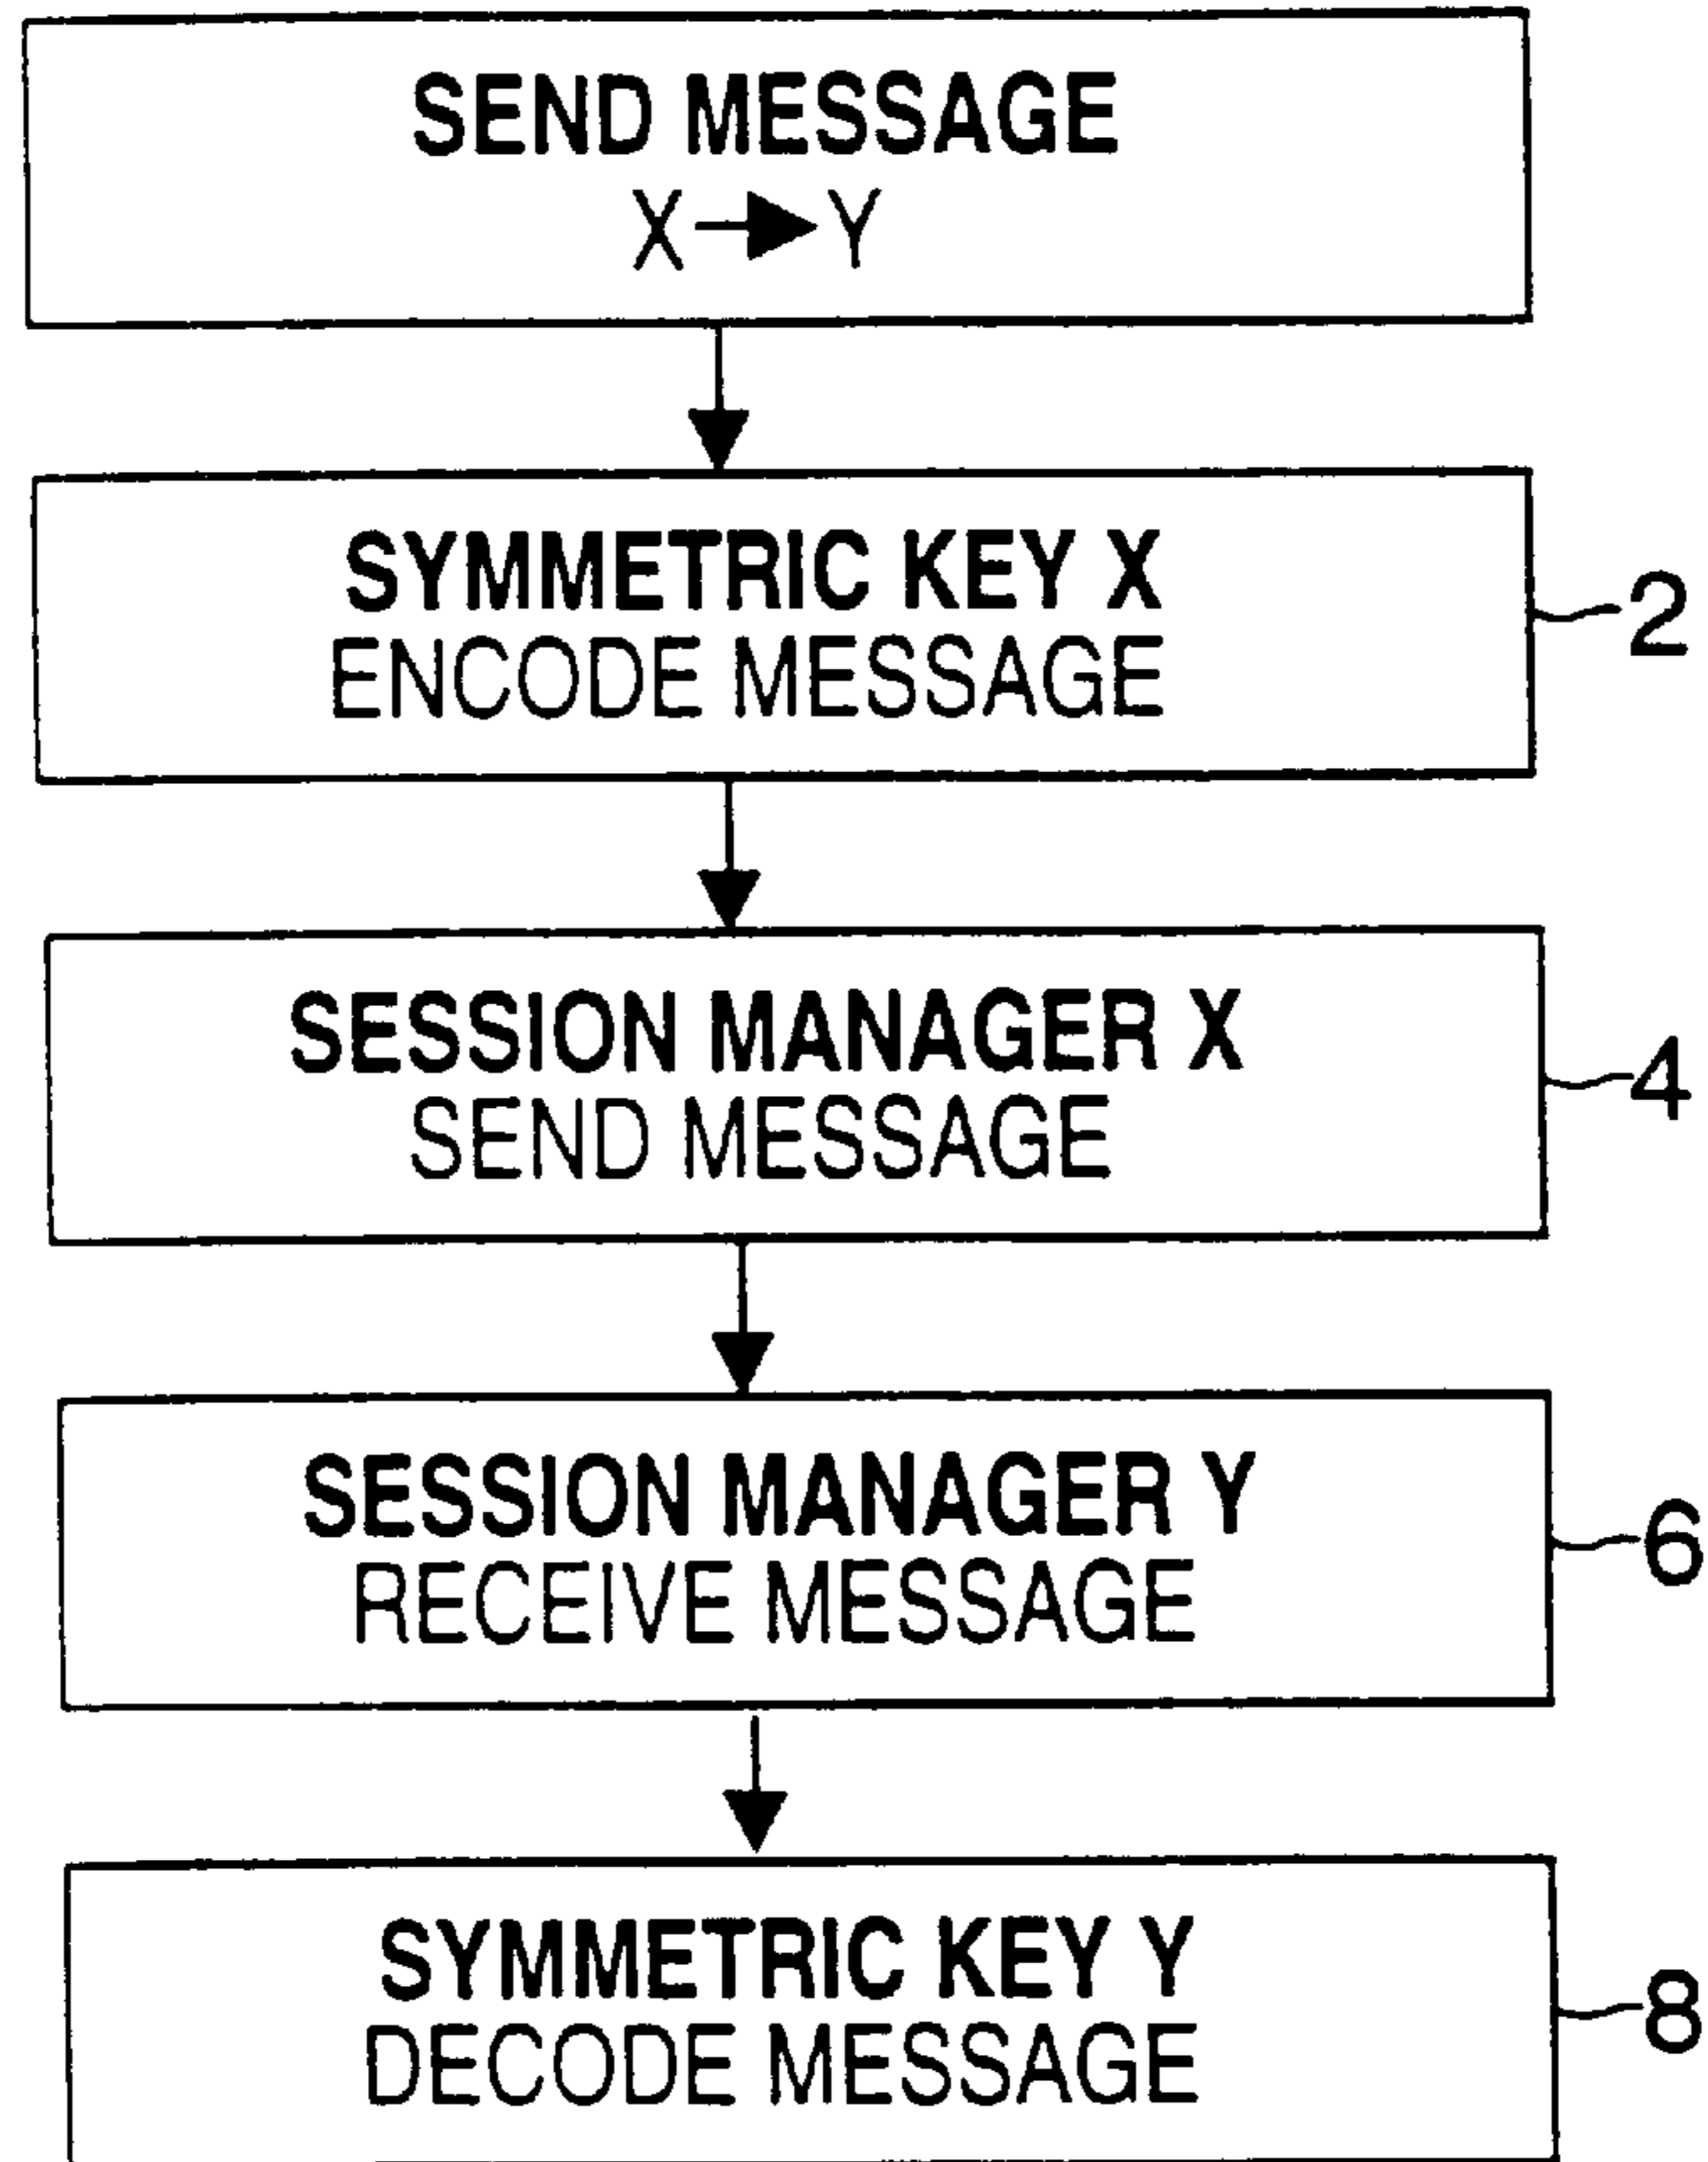 SEND MESSAGE
X → Y
SYMMETRIC KEY X
ENCODE MESSAGE
2
SESSION MANAGER X
SEND MESSAGE
4
SESSION MANAGER Y
RECEIVE MESSAGE
6
SYMMETRIC KEY Y
DECODE MESSAGE
8